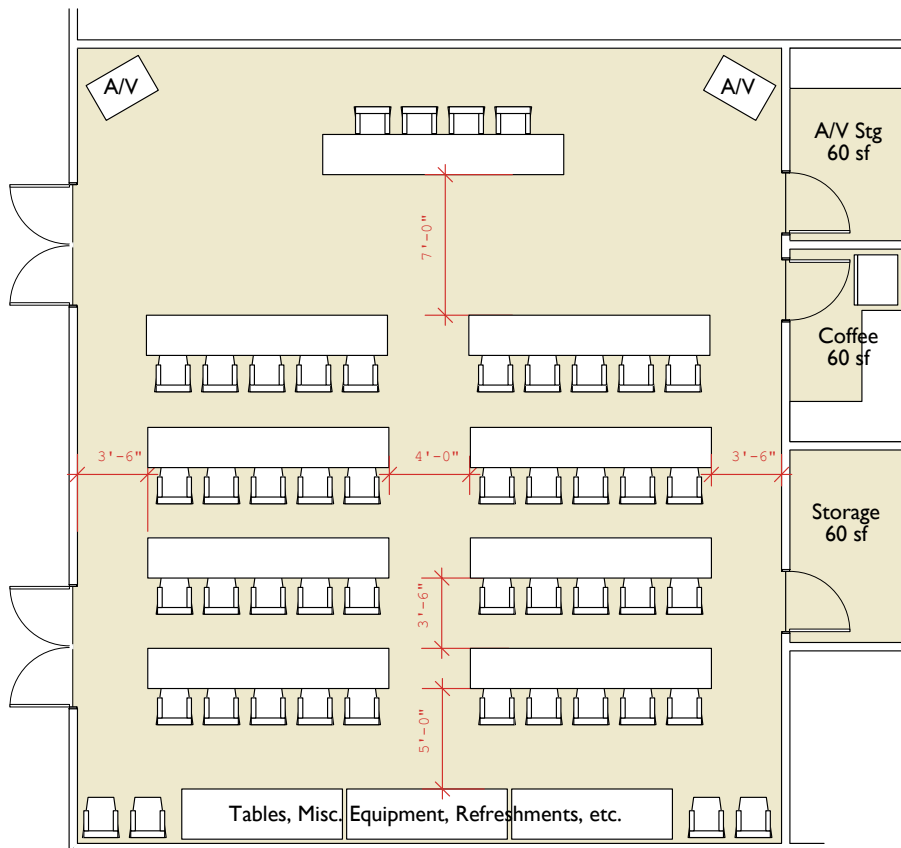 A/V
A/V
A/V Stg
60 sf
7'-0"
Coffee
60 sf
3'-6"
4'-0"
3'-6"
Storage
60 sf
3'-6"
5'-0"
Tables, Misc. Equipment, Refreshments, etc.